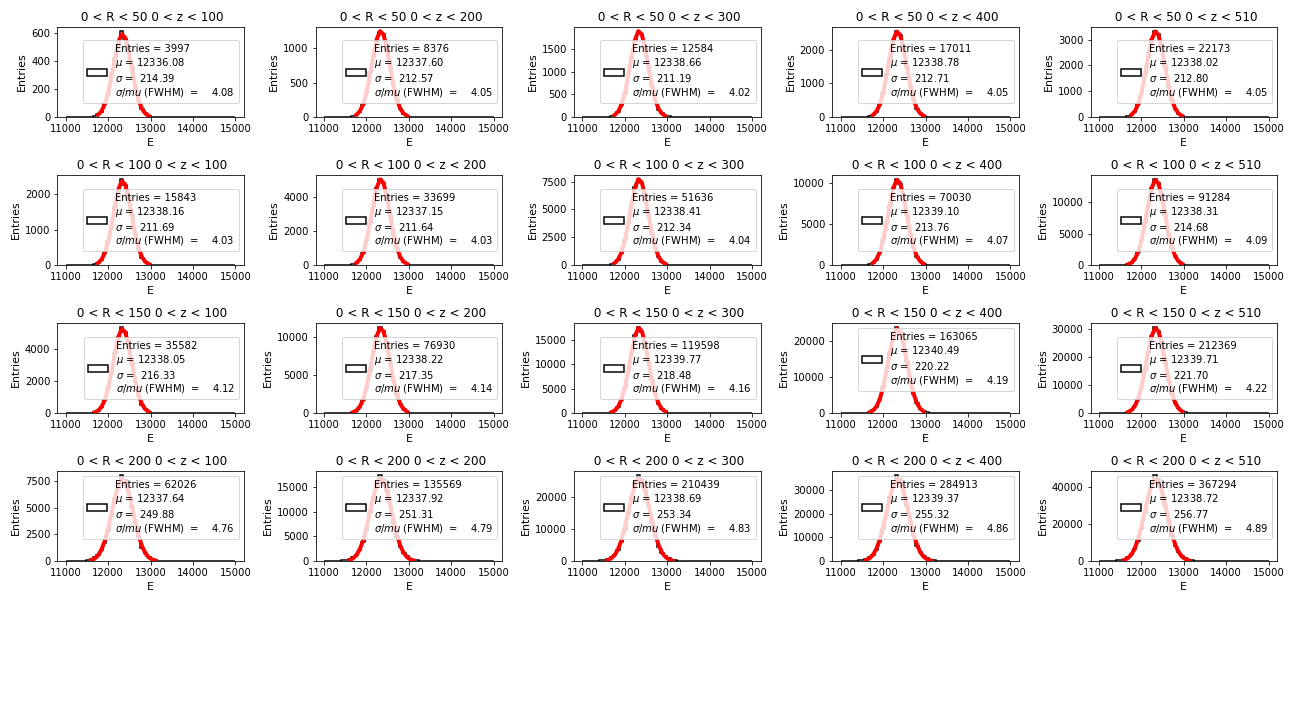 0 < R < 50 0 < z < 100
Entries
600
400
200
0
Entries = 3997
μ = 12336.08
σ = 214.39
σ/mu (FWHM) = 4.08
11000 12000 13000 14000 15000
E
0 < R < 50 0 < z < 200
1000
500
0
Entries = 8376
μ = 12337.60
σ = 212.57
σ/mu (FWHM) = 4.05
11000 12000 13000 14000 15000
E
0 < R < 50 0 < z < 300
Entries
1500
1000
500
0
Entries = 12584
μ = 12338.66
σ = 211.19
σ/mu (FWHM) = 4.02
11000 12000 13000 14000 15000
E
0 < R < 50 0 < z < 400
Entries
2000
1000
0
Entries = 17011
μ = 12338.78
σ = 212.71
σ/mu (FWHM) = 4.05
11000 12000 13000 14000 15000
E
0 < R < 50 0 < z < 510
Entries
3000
2000
1000
0
Entries = 22173
μ = 12338.02
σ = 212.80
σ/mu (FWHM) = 4.05
11000 12000 13000 14000 15000
E
0 < R < 100 0 < z < 100
Entries
2000
1000
0
Entries = 15843
μ = 12338.16
σ = 211.69
σ/mu (FWHM) = 4.03
11000 12000 13000 14000 15000
E
0 < R < 100 0 < z < 200
Entries
4000
2000
0
Entries = 33699
μ = 12337.15
σ = 211.64
σ/mu (FWHM) = 4.03
11000 12000 13000 14000 15000
E
0 < R < 100 0 < z < 300
Entries
7500
5000
2500
0
Entries = 51636
μ = 12338.41
σ = 212.34
σ/mu (FWHM) = 4.04
11000 12000 13000 14000 15000
E
0 < R < 100 0 < z < 400
Entries
10000
5000
0
Entries = 70030
μ = 12339.10
σ = 213.76
σ/mu (FWHM) = 4.07
11000 12000 13000 14000 15000
E
0 < R < 100 0 < z < 510
Entries
10000
5000
0
Entries = 91284
μ = 12338.31
σ = 214.68
σ/mu (FWHM) = 4.09
11000 12000 13000 14000 15000
E
0 < R < 150 0 < z < 100
Entries
4000
2000
0
Entries = 35582
μ = 12338.05
σ = 216.33
σ/mu (FWHM) = 4.12
11000 12000 13000 14000 15000
E
0 < R < 150 0 < z < 200
Entries
10000
5000
0
Entries = 76930
μ = 12338.22
σ = 217.35
σ/mu (FWHM) = 4.14
11000 12000 13000 14000 15000
E
0 < R < 150 0 < z < 300
Entries
15000
10000
5000
0
Entries = 119598
μ = 12339.77
σ = 218.48
σ/mu (FWHM) = 4.16
11000 12000 13000 14000 15000
E
0 < R < 150 0 < z < 400
Entries
20000
10000
0
Entries = 163065
μ = 12340.49
σ = 220.22
σ/mu (FWHM) = 4.19
11000 12000 13000 14000 15000
E
0 < R < 150 0 < z < 510
Entries
30000
20000
10000
0
Entries = 212369
μ = 12339.71
σ = 221.70
σ/mu (FWHM) = 4.22
11000 12000 13000 14000 15000
E
0 < R < 200 0 < z < 100
Entries
7500
5000
2500
0
Entries = 62026
μ = 12337.64
σ = 249.88
σ/mu (FWHM) = 4.76
11000 12000 13000 14000 15000
E
0 < R < 200 0 < z < 200
Entries
15000
10000
5000
0
Entries = 135569
μ = 12337.92
σ = 251.31
σ/mu (FWHM) = 4.79
11000 12000 13000 14000 15000
E
0 < R < 200 0 < z < 300
Entries
20000
10000
0
Entries = 210439
μ = 12338.69
σ = 253.34
σ/mu (FWHM) = 4.83
11000 12000 13000 14000 15000
E
0 < R < 200 0 < z < 400
Entries
30000
20000
10000
0
Entries = 284913
μ = 12339.37
σ = 255.32
σ/mu (FWHM) = 4.86
11000 12000 13000 14000 15000
E
0 < R < 200 0 < z < 510
Entries
40000
20000
0
Entries = 367294
μ = 12338.72
σ = 256.77
σ/mu (FWHM) = 4.89
11000 12000 13000 14000 15000
E